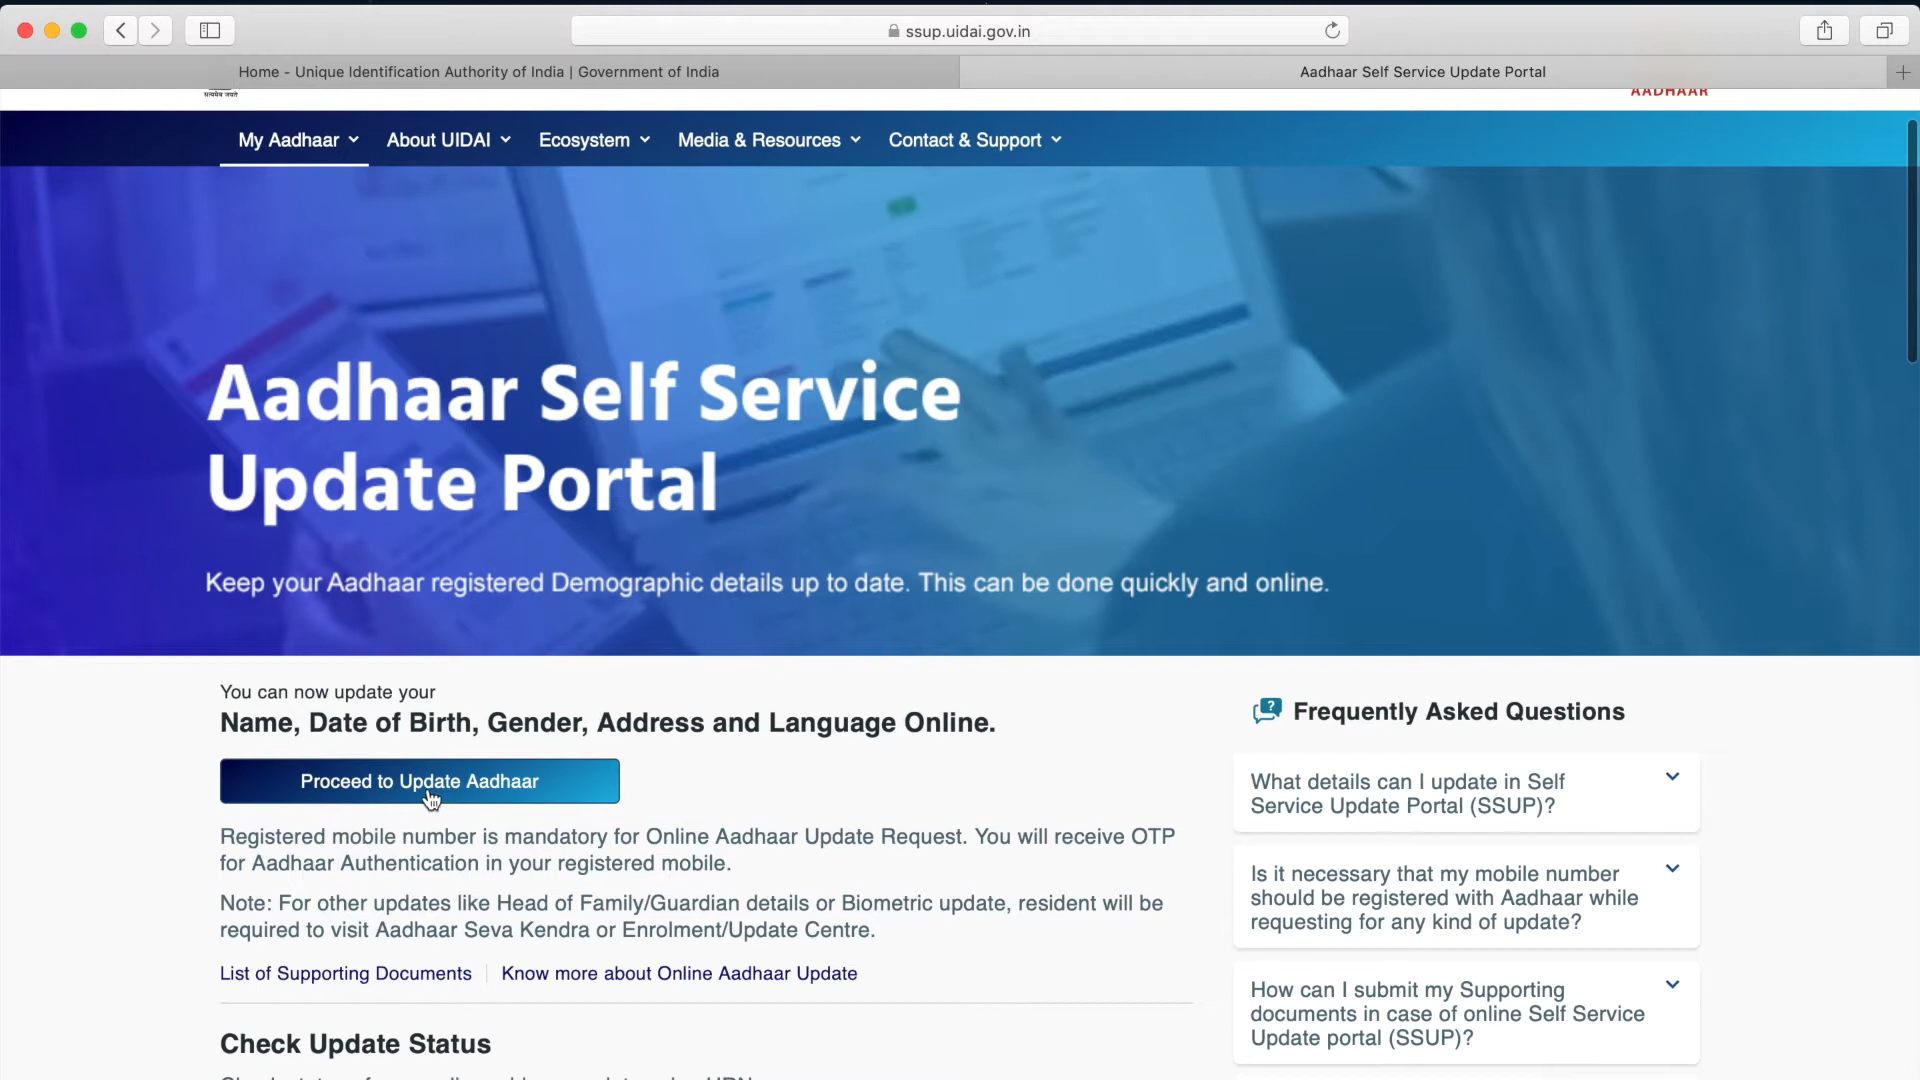 ssup.uidai.gov.in
Home - Unique Identification Authority of India | Government of India
Aadhaar Self Service Update Portal
सत्यमेव जयते
AADHAAR
My Aadhaar
About UIDAI
Ecosystem
Media & Resources
Contact & Support
Aadhaar Self Service
Update Portal
Keep your Aadhaar registered Demographic details up to date. This can be done quickly and online.
You can now update your
Name, Date of Birth, Gender, Address and Language Online.
Proceed to Update Aadhaar
Registered mobile number is mandatory for Online Aadhaar Update Request. You will receive OTP
for Aadhaar Authentication in your registered mobile.
Note: For other updates like Head of Family/Guardian details or Biometric update, resident will be
required to visit Aadhaar Seva Kendra or Enrolment/Update Centre.
List of Supporting Documents
Know more about Online Aadhaar Update
Check Update Status
Frequently Asked Questions
What details can I update in Self
Service Update Portal (SSUP)?
Is it necessary that my mobile number
should be registered with Aadhaar while
requesting for any kind of update?
How can I submit my Supporting
documents in case of online Self Service
Update portal (SSUP)?